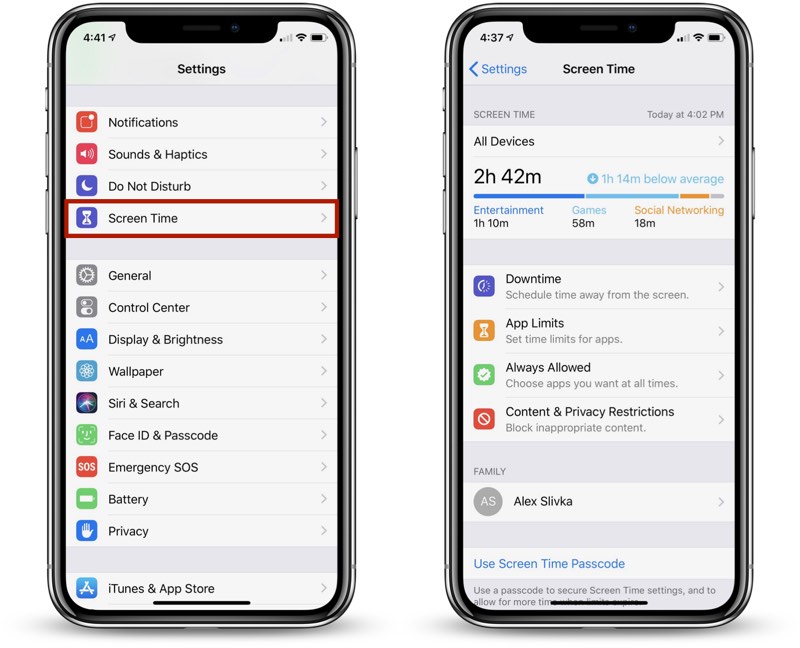 4:41
Settings
Notifications
Sounds & Haptics
Do Not Disturb
Screen Time
General
Control Center
AA
Display & Brightness
Wallpaper
Siri & Search
Face ID & Passcode
SOS
Emergency SOS
Battery
Privacy
iTunes & App Store
4:37
Settings
Screen Time
SCREEN TIME
Today at 4:02 PM
All Devices
2h 42m
1h 14m below average
Entertainment
Games
Social Networking
1h 10m
58m
18m
Downtime
Schedule time away from the screen.
App Limits
Set time limits for apps.
Always Allowed
Choose apps you want at all times.
Content & Privacy Restrictions
Block inappropriate content.
FAMILY
AS
Alex Slivka
Use Screen Time Passcode
Use a passcode to secure Screen Time settings, and to
allow for more time when limits expire.